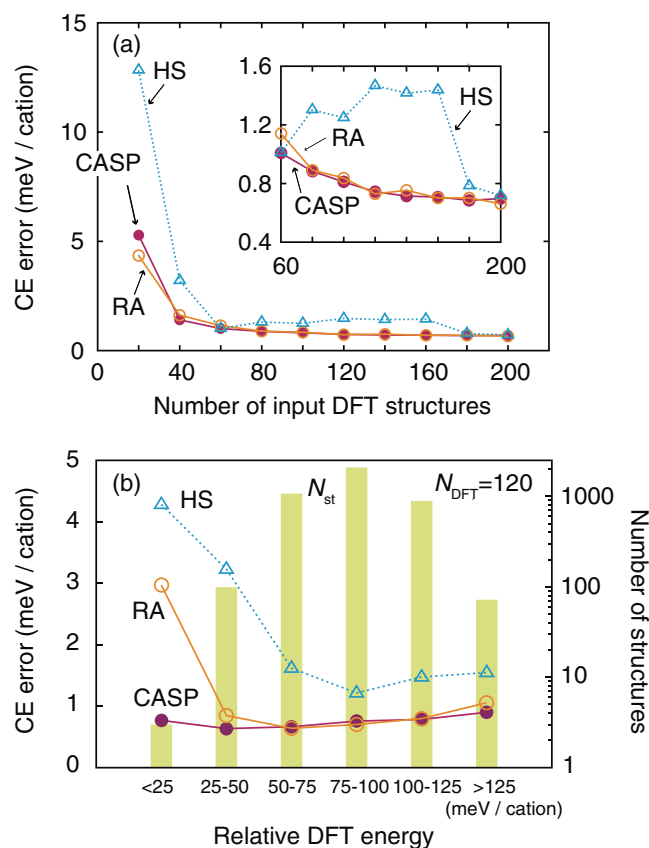 15
(a)
HS
10
CASP
5
RA
0
CE error (meV / cation)
1.6
1.2
0.8
0.4
HS
RA
CASP
60
200
0
40
80
120
160
200
Number of input DFT structures
5
(b)
HS
N_st
N_DFT=120
4
3
RA
2
CASP
1
0
CE error (meV / cation)
1000
100
10
1
Number of
structures
<25
25-50
50-75
75-100
100-125
>125
(meV / cation)
Relative DFT energy